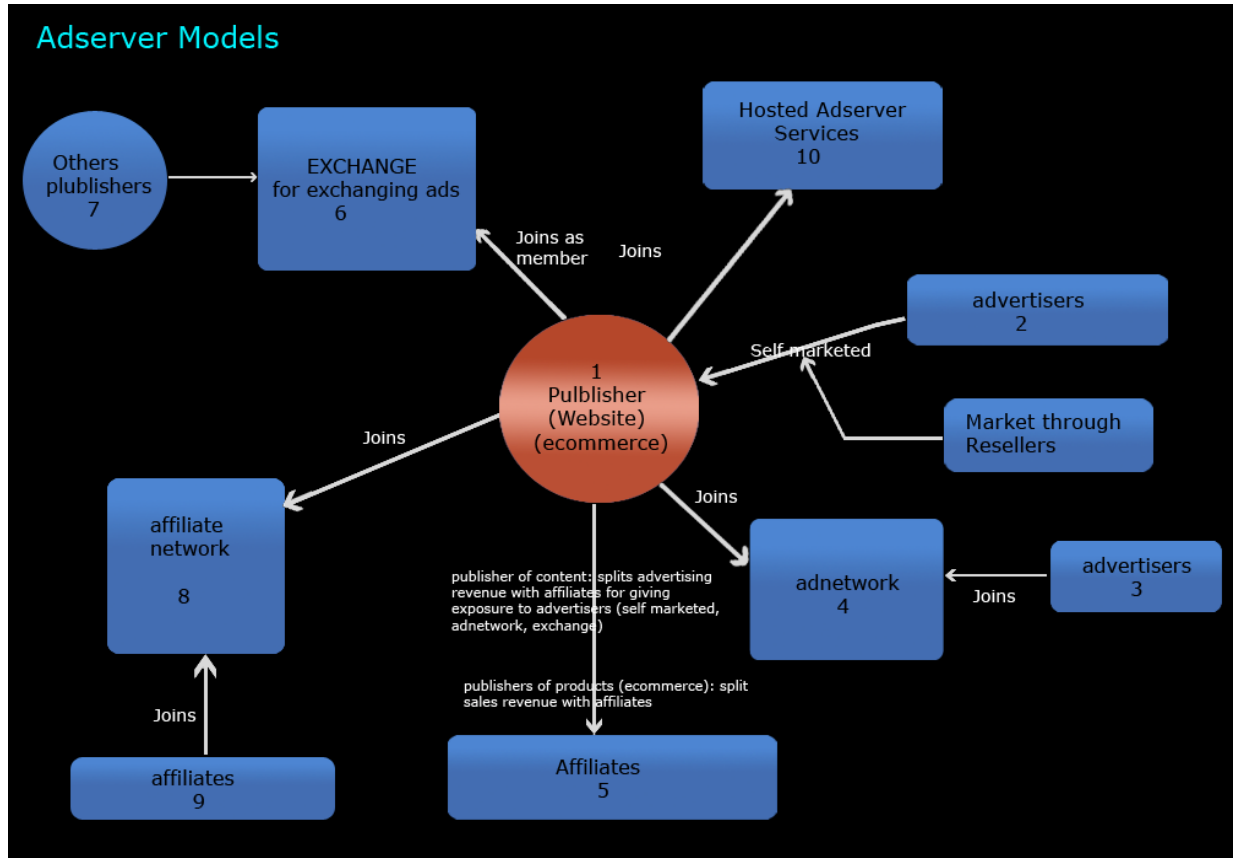 Adserver Models
Others
plublishers
7
EXCHANGE
for exchanging ads
6
Hosted Adserver
Services
10
Joins as
member
Joins
advertisers
2
Self marketed
1
Pulblisher
(Website)
(ecommerce)
Market through
Resellers
Joins
affiliate
network
8
Joins
adnetwork
4
advertisers
3
Joins
publisher of content: splits advertising
revenue with affiliates for giving
exposure to advertisers (self marketed,
adnetwork, exchange)
publishers of products (ecommerce): split
sales revenue with affiliates
Joins
affiliates
9
Affiliates
5